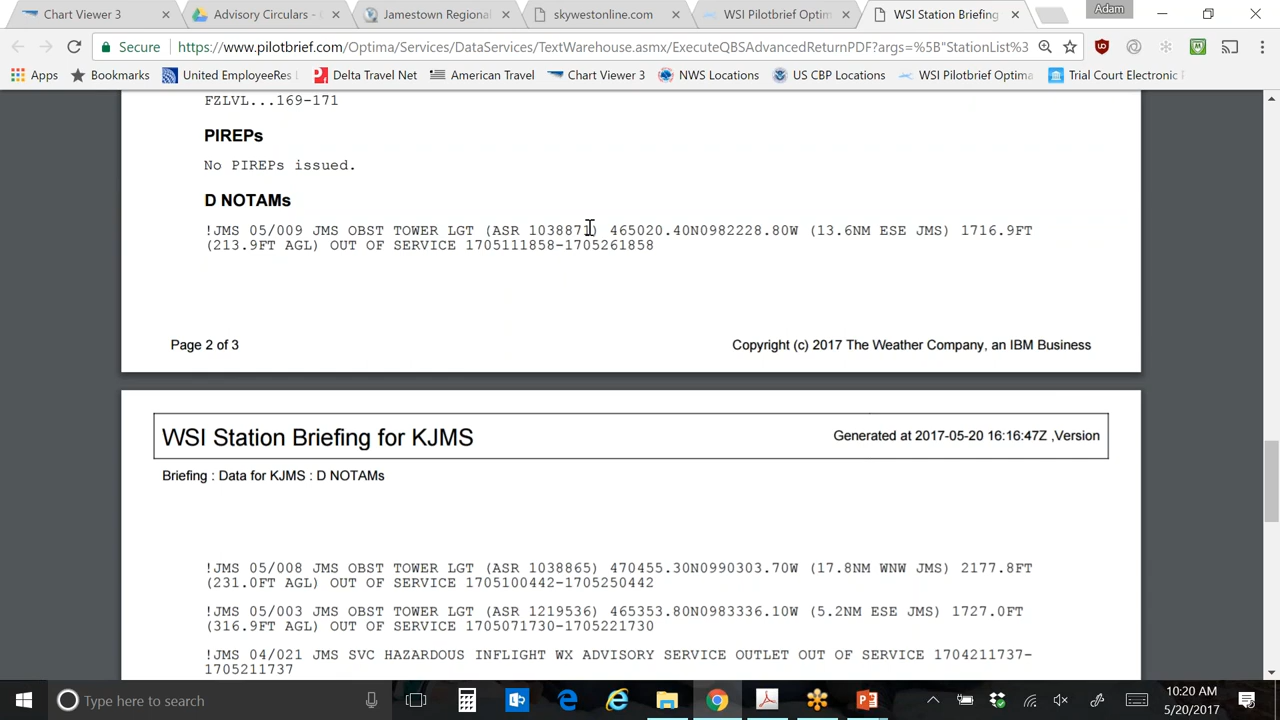 Chart Viewer 3
Advisory Circulars -
Jamestown Regional
skywestonline.com
WSI Pilotbrief Optim
WSI Station Briefing
Adam
Secure
https://www.pilotbrief.com/Optima/Services/DataServices/TextWarehouse.asmx/ExecuteQBSAdvancedReturnPDF?args=%5B"StationList%3
Apps
Bookmarks
United EmployeeRes
Delta Travel Net
American Travel
Chart Viewer 3
NWS Locations
US CBP Locations
WSI Pilotbrief Optima
Trial Court Electronic
FZLVL...169-171
PIREPs
No PIREPs issued.
D NOTAMs
!JMS 05/009 JMS OBST TOWER LGT (ASR 1038871) 465020.40N0982228.80W (13.6NM ESE JMS) 1716.9FT
(213.9FT AGL) OUT OF SERVICE 1705111858-1705261858
Page 2 of 3
Copyright (c) 2017 The Weather Company, an IBM Business
WSI Station Briefing for KJMS
Generated at 2017-05-20 16:16:47Z ,Version
Briefing : Data for KJMS : D NOTAMs
!JMS 05/008 JMS OBST TOWER LGT (ASR 1038865) 470455.30N0990303.70W (17.8NM WNW JMS) 2177.8FT
(231.0FT AGL) OUT OF SERVICE 1705100442-1705250442
!JMS 05/003 JMS OBST TOWER LGT (ASR 1219536) 465353.80N0983336.10W (5.2NM ESE JMS) 1727.0FT
(316.9FT AGL) OUT OF SERVICE 1705071730-1705221730
!JMS 04/021 JMS SVC HAZARDOUS INFLIGHT WX ADVISORY SERVICE OUTLET OUT OF SERVICE 1704211737-
1705211737
Type here to search
10:20 AM
5/20/2017